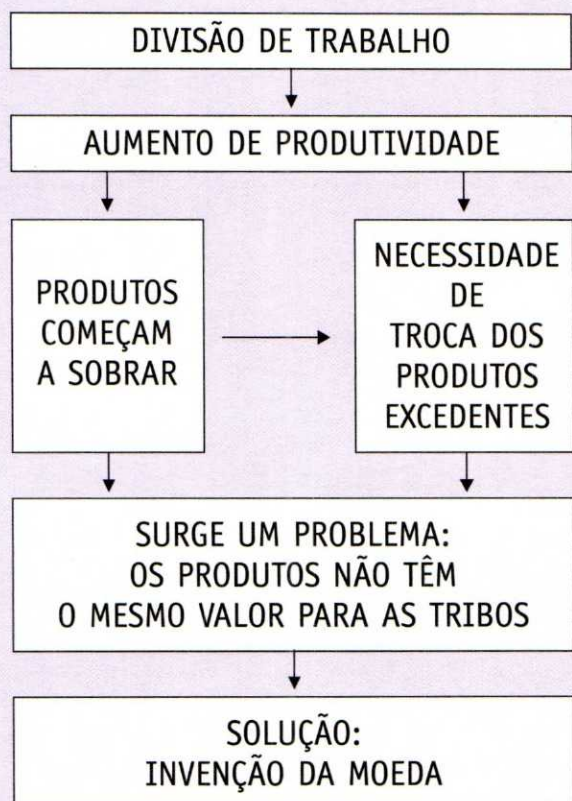 DIVISÃO DE TRABALHO
AUMENTO DE PRODUTIVIDADE
PRODUTOS
COMEÇAM
A SOBRAR
NECESSIDADE
DE
TROCA DOS
PRODUTOS
EXCEDENTES
SURGE UM PROBLEMA:
OS PRODUTOS NÃO TÊM
O MESMO VALOR PARA AS TRIBOS
SOLUÇÃO:
INVENÇÃO DA MOEDA